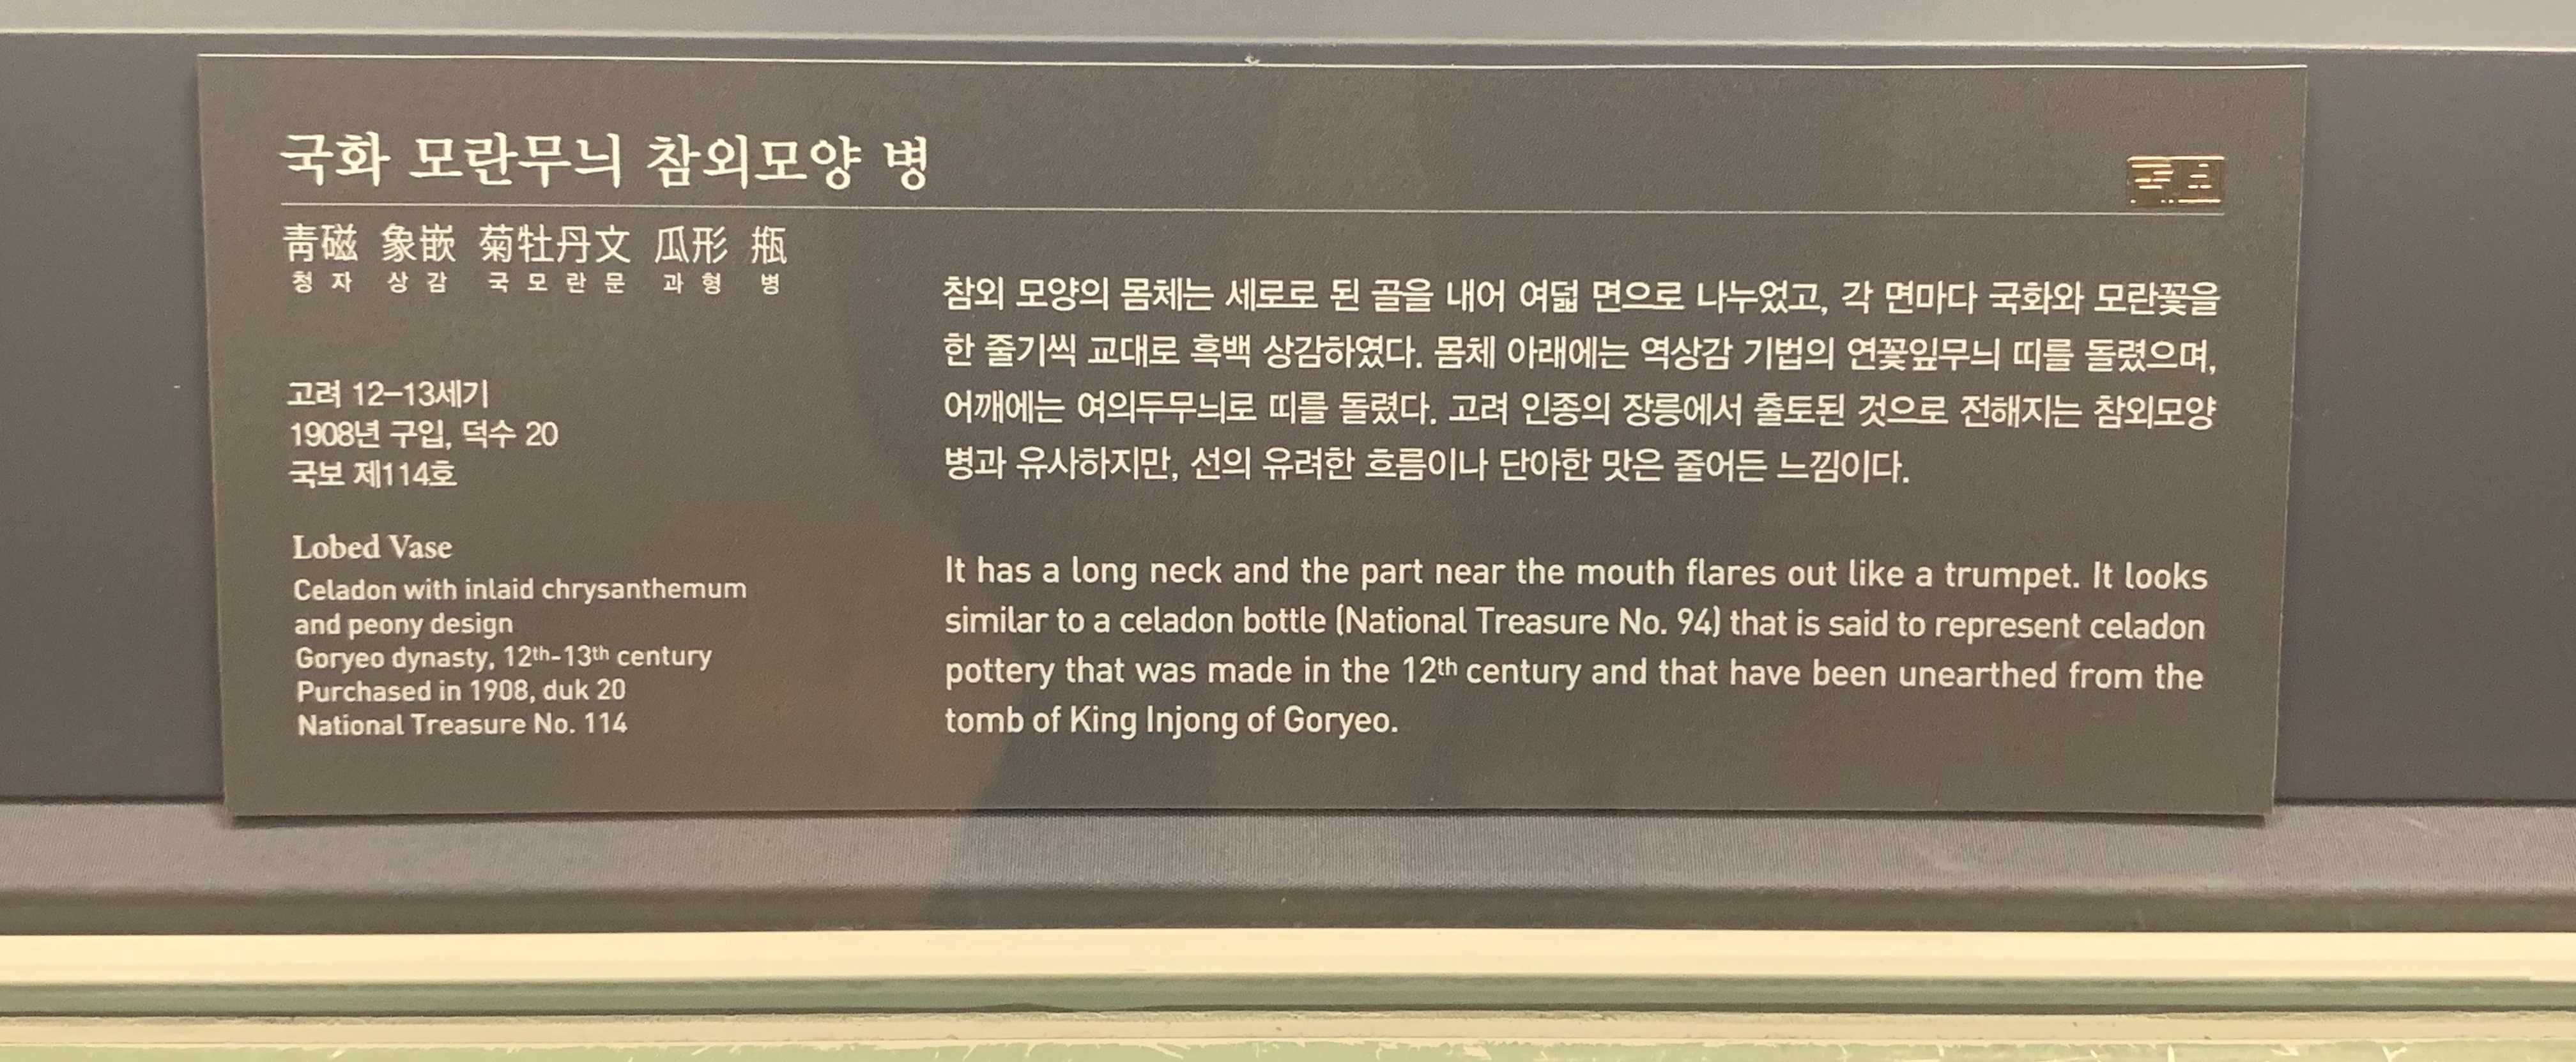 국화 모란무늬 참외모양 병
국보
靑磁 象嵌 菊牡丹文 瓜形 甁
청자 상감 국모란문 과형 병
고려 12–13세기
1908년 구입, 덕수 20
국보 제114호
Lobed Vase
Celadon with inlaid chrysanthemum
and peony design
Goryeo dynasty, 12th-13th century
Purchased in 1908, duk 20
National Treasure No. 114
참외 모양의 몸체는 세로로 된 골을 내어 여덟 면으로 나누었고, 각 면마다 국화와 모란꽃을
한 줄기씩 교대로 흑백 상감하였다. 몸체 아래에는 역상감 기법의 연꽃잎무늬 띠를 돌렸으며,
어깨에는 여의두무늬로 띠를 돌렸다. 고려 인종의 장릉에서 출토된 것으로 전해지는 참외모양
병과 유사하지만, 선의 유려한 흐름이나 단아한 맛은 줄어든 느낌이다.
It has a long neck and the part near the mouth flares out like a trumpet. It looks
similar to a celadon bottle (National Treasure No. 94) that is said to represent celadon
pottery that was made in the 12th century and that have been unearthed from the
tomb of King Injong of Goryeo.